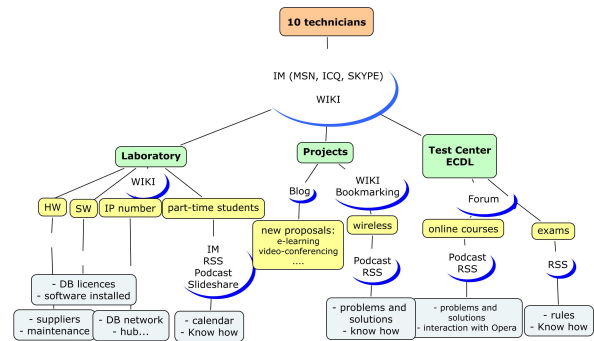 10 technicians
IM (MSN, ICQ, SKYPE)
WIKI
Laboratory
Projects
Test Center
ECDL
WIKI
Blog
WIKI
Bookmarking
Forum
HW
SW
IP number
part-time students
new proposals:
e-learning
video-conferencing
....
wireless
online courses
exams
IM
RSS
Podcast
Slideshare
Podcast
RSS
Podcast
RSS
RSS
- DB licences
- software installed
- suppliers
- maintenance
- DB network
- hub...
- calendar
- Know how
- problems and
solutions
- know how
- problems and
solutions
- interaction with Opera
- rules
- Know how